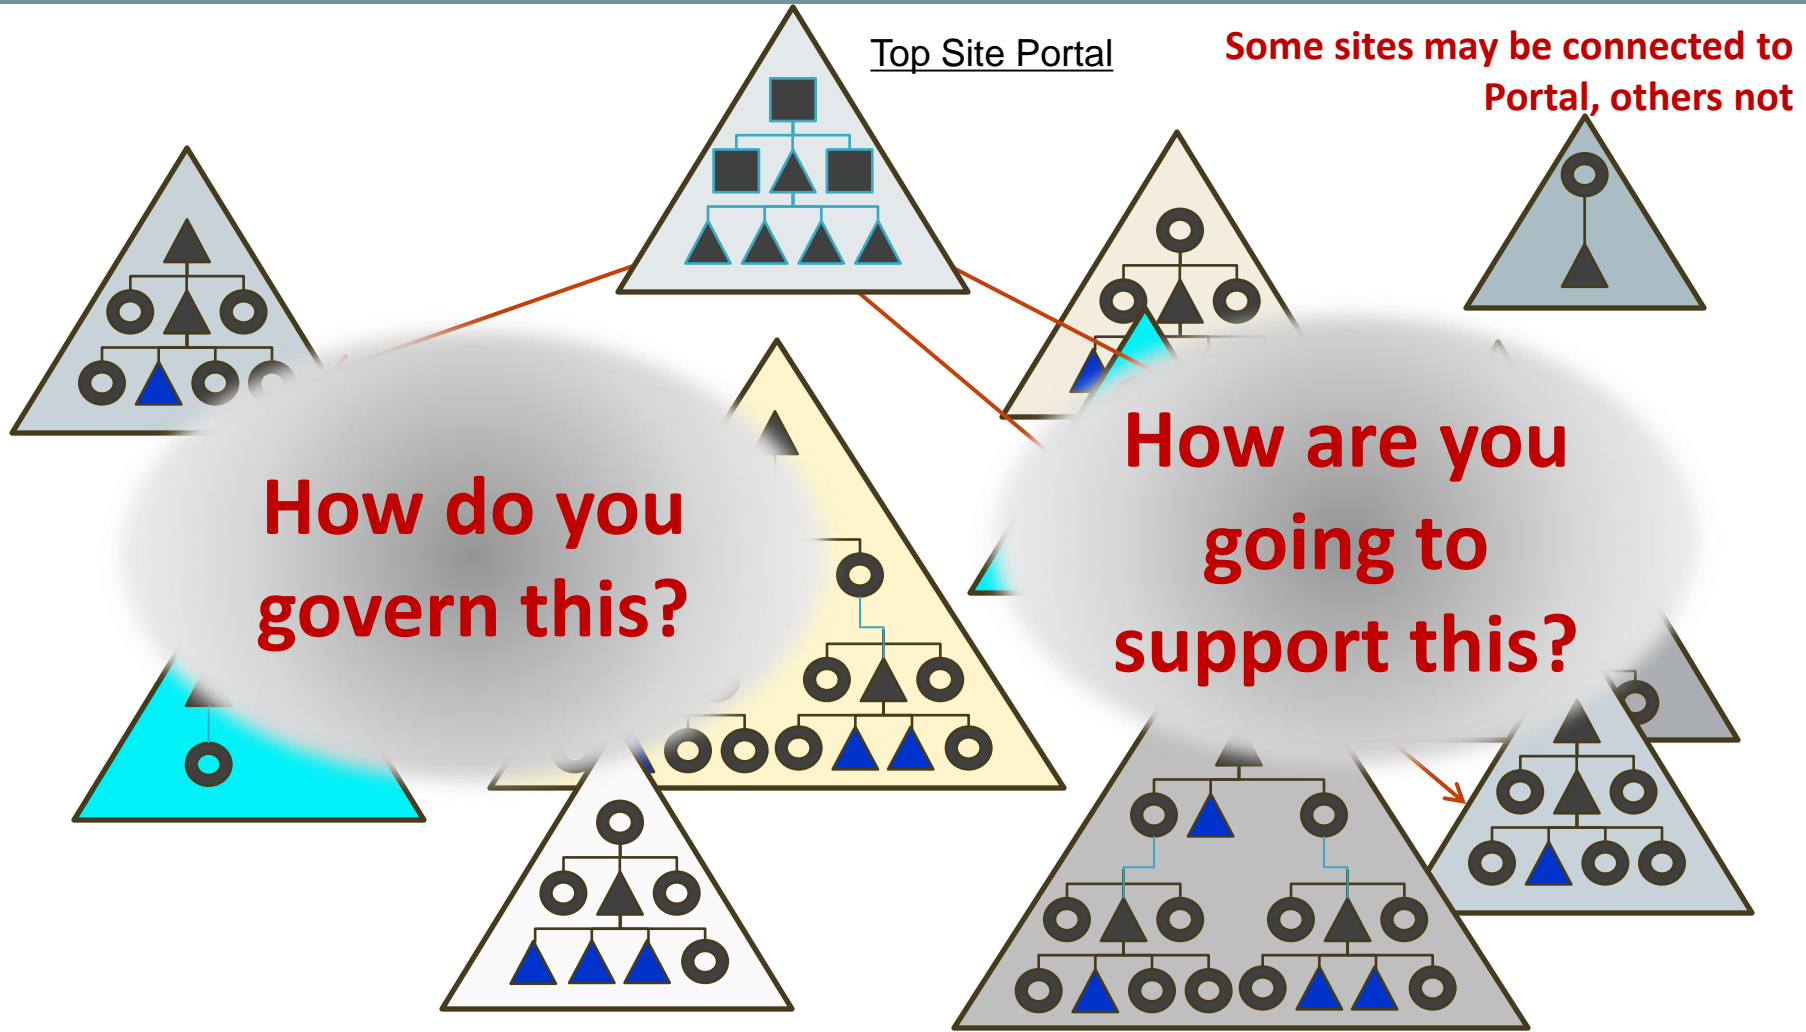 Top Site Portal
Some sites may be connected to
Portal, others not
How do you
govern this?
How are you
going to
support this?